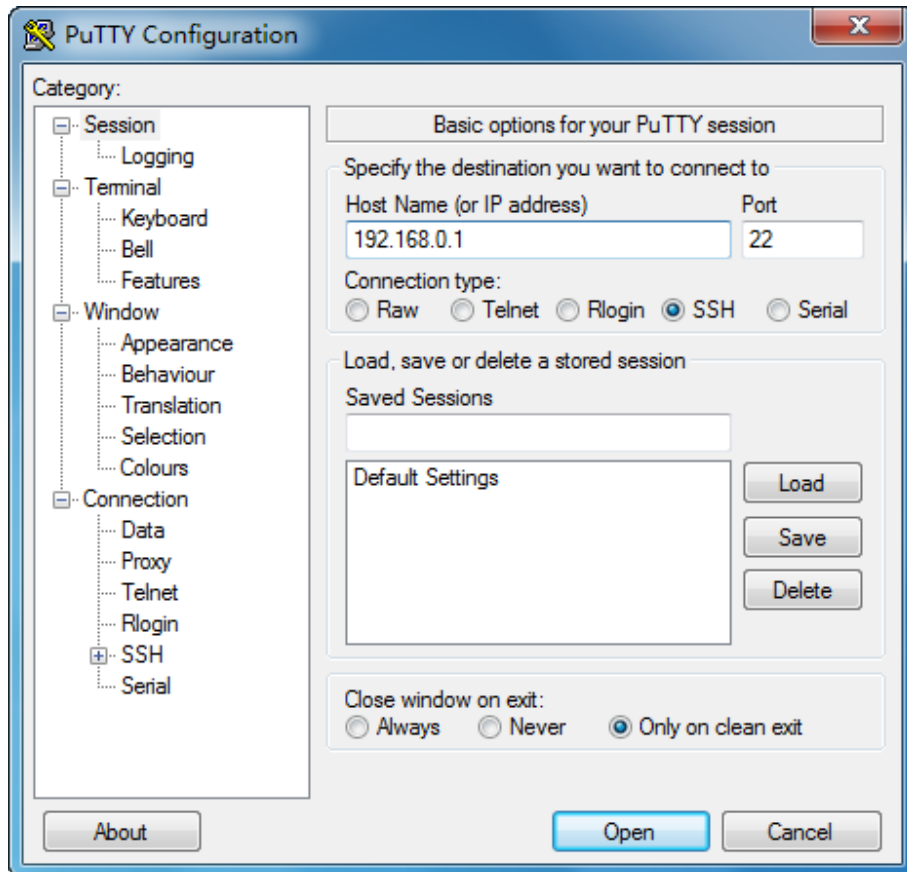 PuTTY Configuration
Category:
Session
Logging
Terminal
Keyboard
Bell
Features
Window
Appearance
Behaviour
Translation
Selection
Colours
Connection
Data
Proxy
Telnet
Rlogin
SSH
Serial
Basic options for your PuTTY session
Specify the destination you want to connect to
Host Name (or IP address) Port
192.168.0.1 22
Connection type:
Raw Telnet Rlogin SSH Serial
Load, save or delete a stored session
Saved Sessions
Default Settings
Load
Save
Delete
Close window on exit:
Always Never Only on clean exit
About Open Cancel